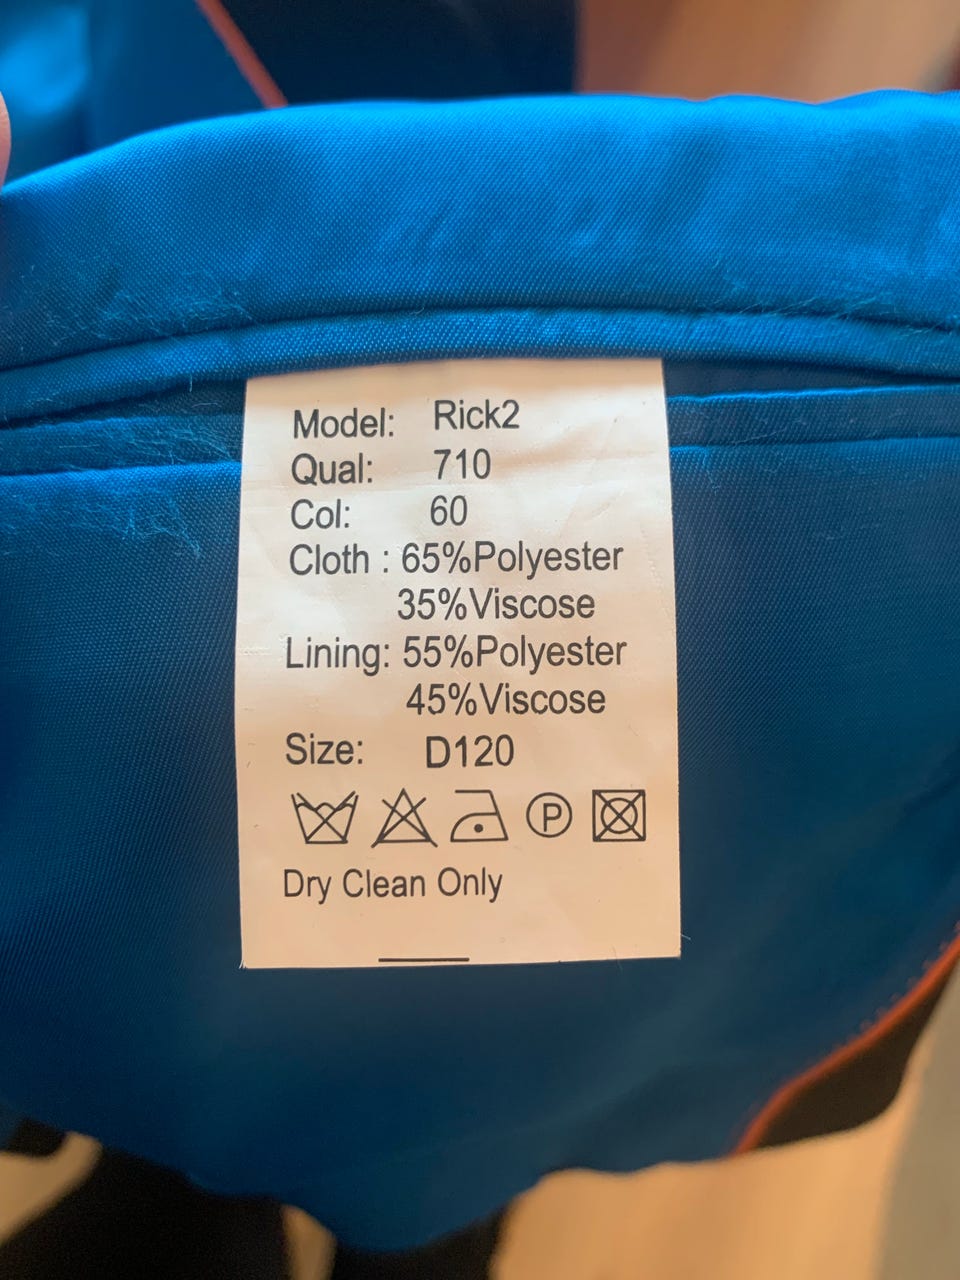 Model: Rick2
Qual: 710
Col: 60
Cloth : 65%Polyester
35%Viscose
Lining: 55%Polyester
45%Viscose
Size: D120
P
Dry Clean Only